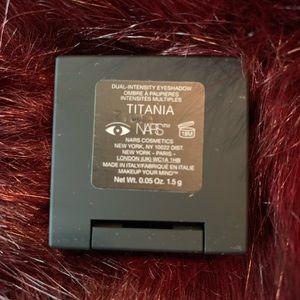 DUAL-INTENSITY EYESHADOW
OMBRE À PAUPIÈRES
INTENSITÉS MULTIPLES
TITANIA
NARS
18M
NARS COSMETICS
NEW YORK, NY 10022 DIST.
NEW YORK - PARIS -
LONDON (UK) WC1A 1HB
MADE IN ITALY/FABRIQUÉ EN ITALIE
MAKEUP YOUR MIND™
Net Wt. 0.05 Oz. 1.5 g